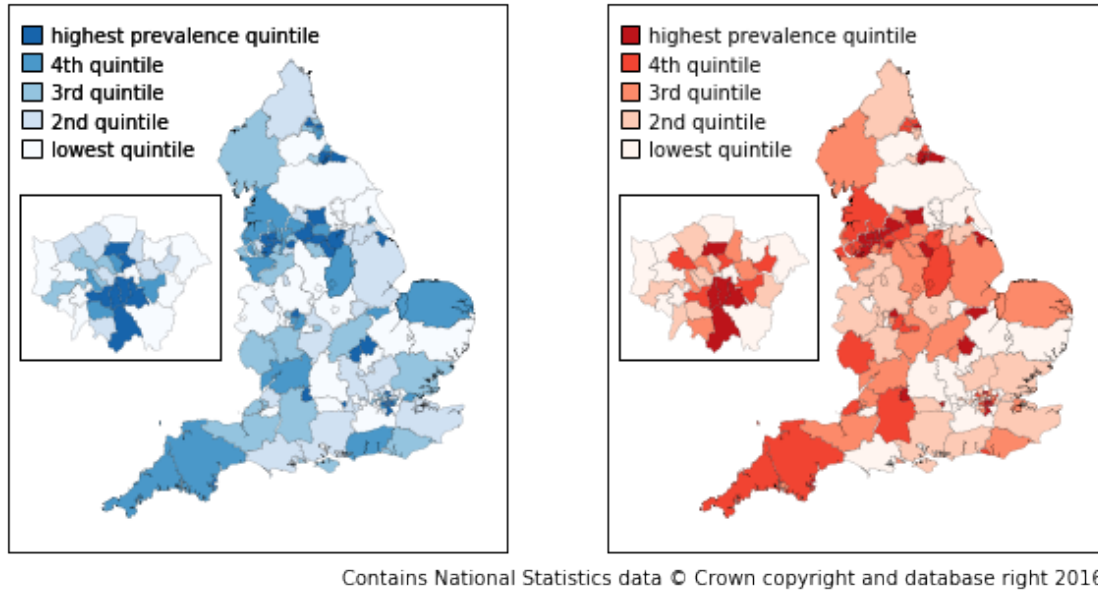 highest prevalence quintile
4th quintile
3rd quintile
2nd quintile
lowest quintile
highest prevalence quintile
4th quintile
3rd quintile
2nd quintile
lowest quintile
Contains National Statistics data © Crown copyright and database right 2016